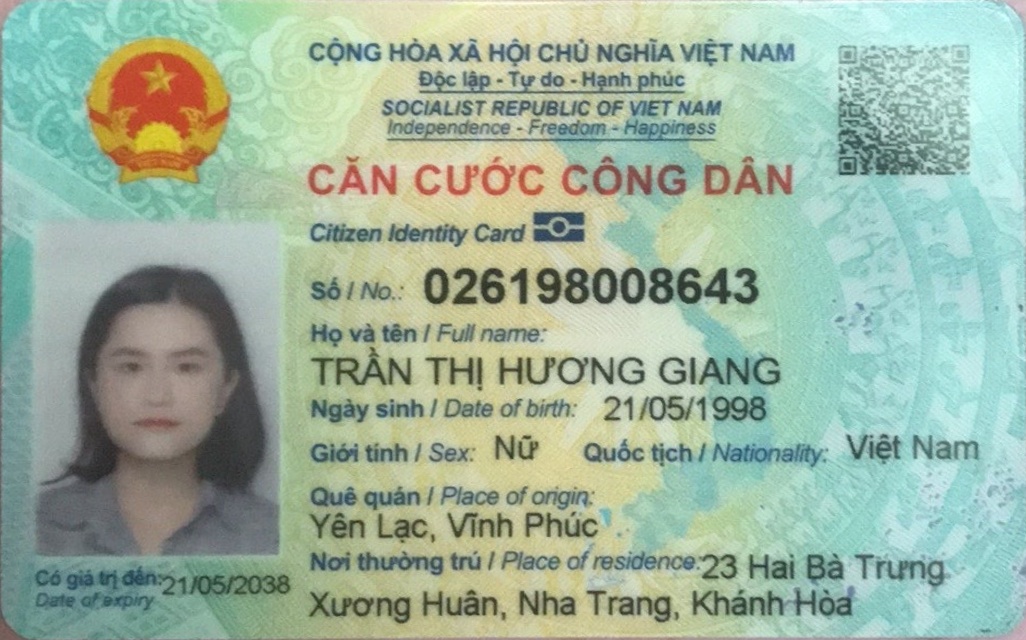 CỘNG HÒA XÃ HỘI CHỦ NGHĨA VIỆT NAM
Độc lập - Tự do - Hạnh phúc
SOCIALIST REPUBLIC OF VIET NAM
Independence - Freedom - Happiness
CĂN CƯỚC CÔNG DÂN
Citizen Identity Card
Số / No.: 026198008643
Họ và tên / Full name:
TRẦN THỊ HƯƠNG GIANG
Ngày sinh / Date of birth: 21/05/1998
Giới tính / Sex: Nữ Quốc tịch / Nationality: Việt Nam
Quê quán / Place of origin:
Yên Lạc, Vĩnh Phúc
Nơi thường trú / Place of residence: 23 Hai Bà Trưng
Xương Huân, Nha Trang, Khánh Hòa
Có giá trị đến: 21/05/2038
Date of expiry